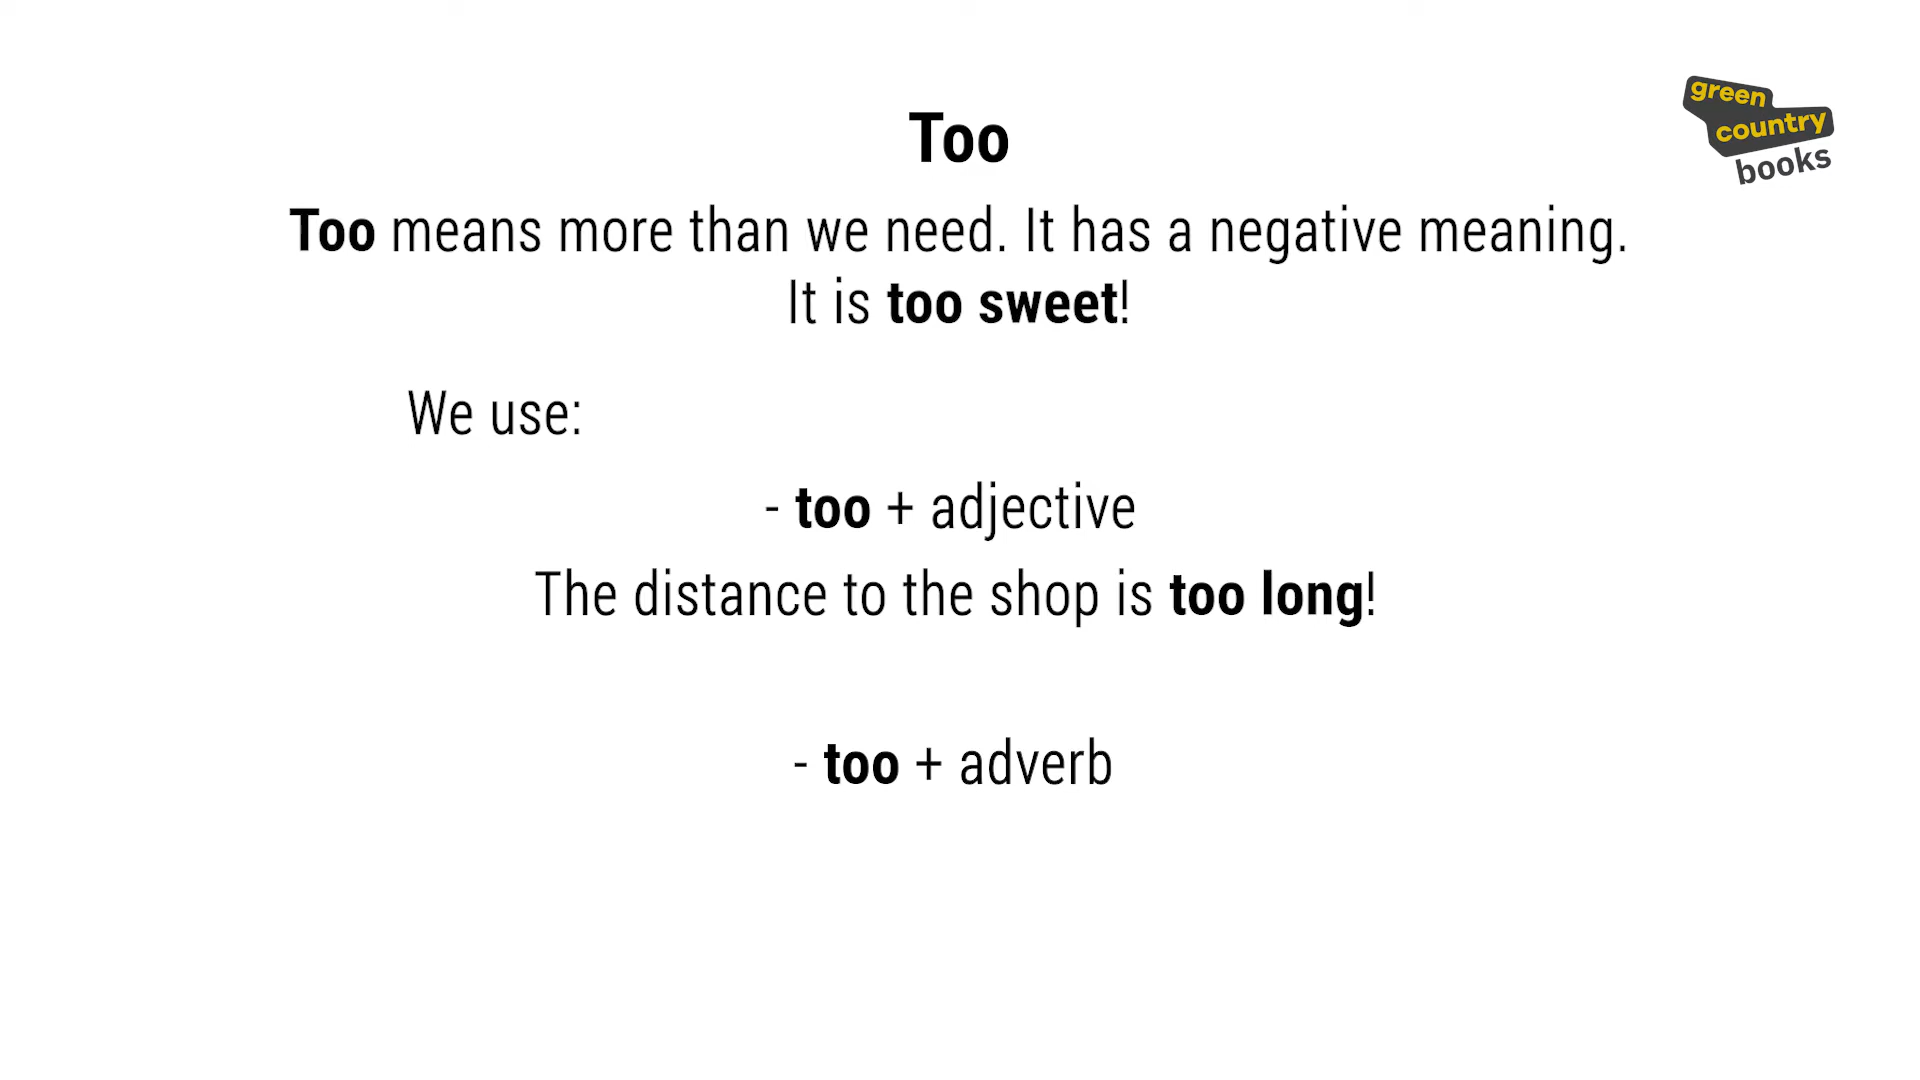 green
country
books
Too
Too means more than we need. It has a negative meaning.
It is too sweet!
We use:
- too + adjective
The distance to the shop is too long!
- too + adverb